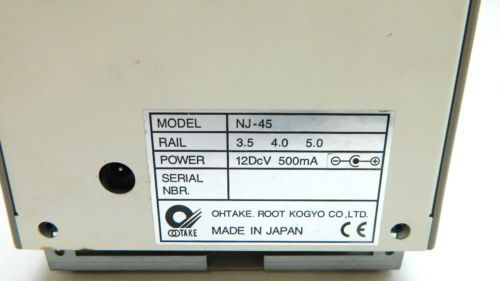 MODEL NJ-45
RAIL 3.5 4.0 5.0
POWER 12DcV 500mA
SERIAL NBR.
OHTAKE. ROOT KOGYO CO.,LTD.
OHTAKE MADE IN JAPAN CE